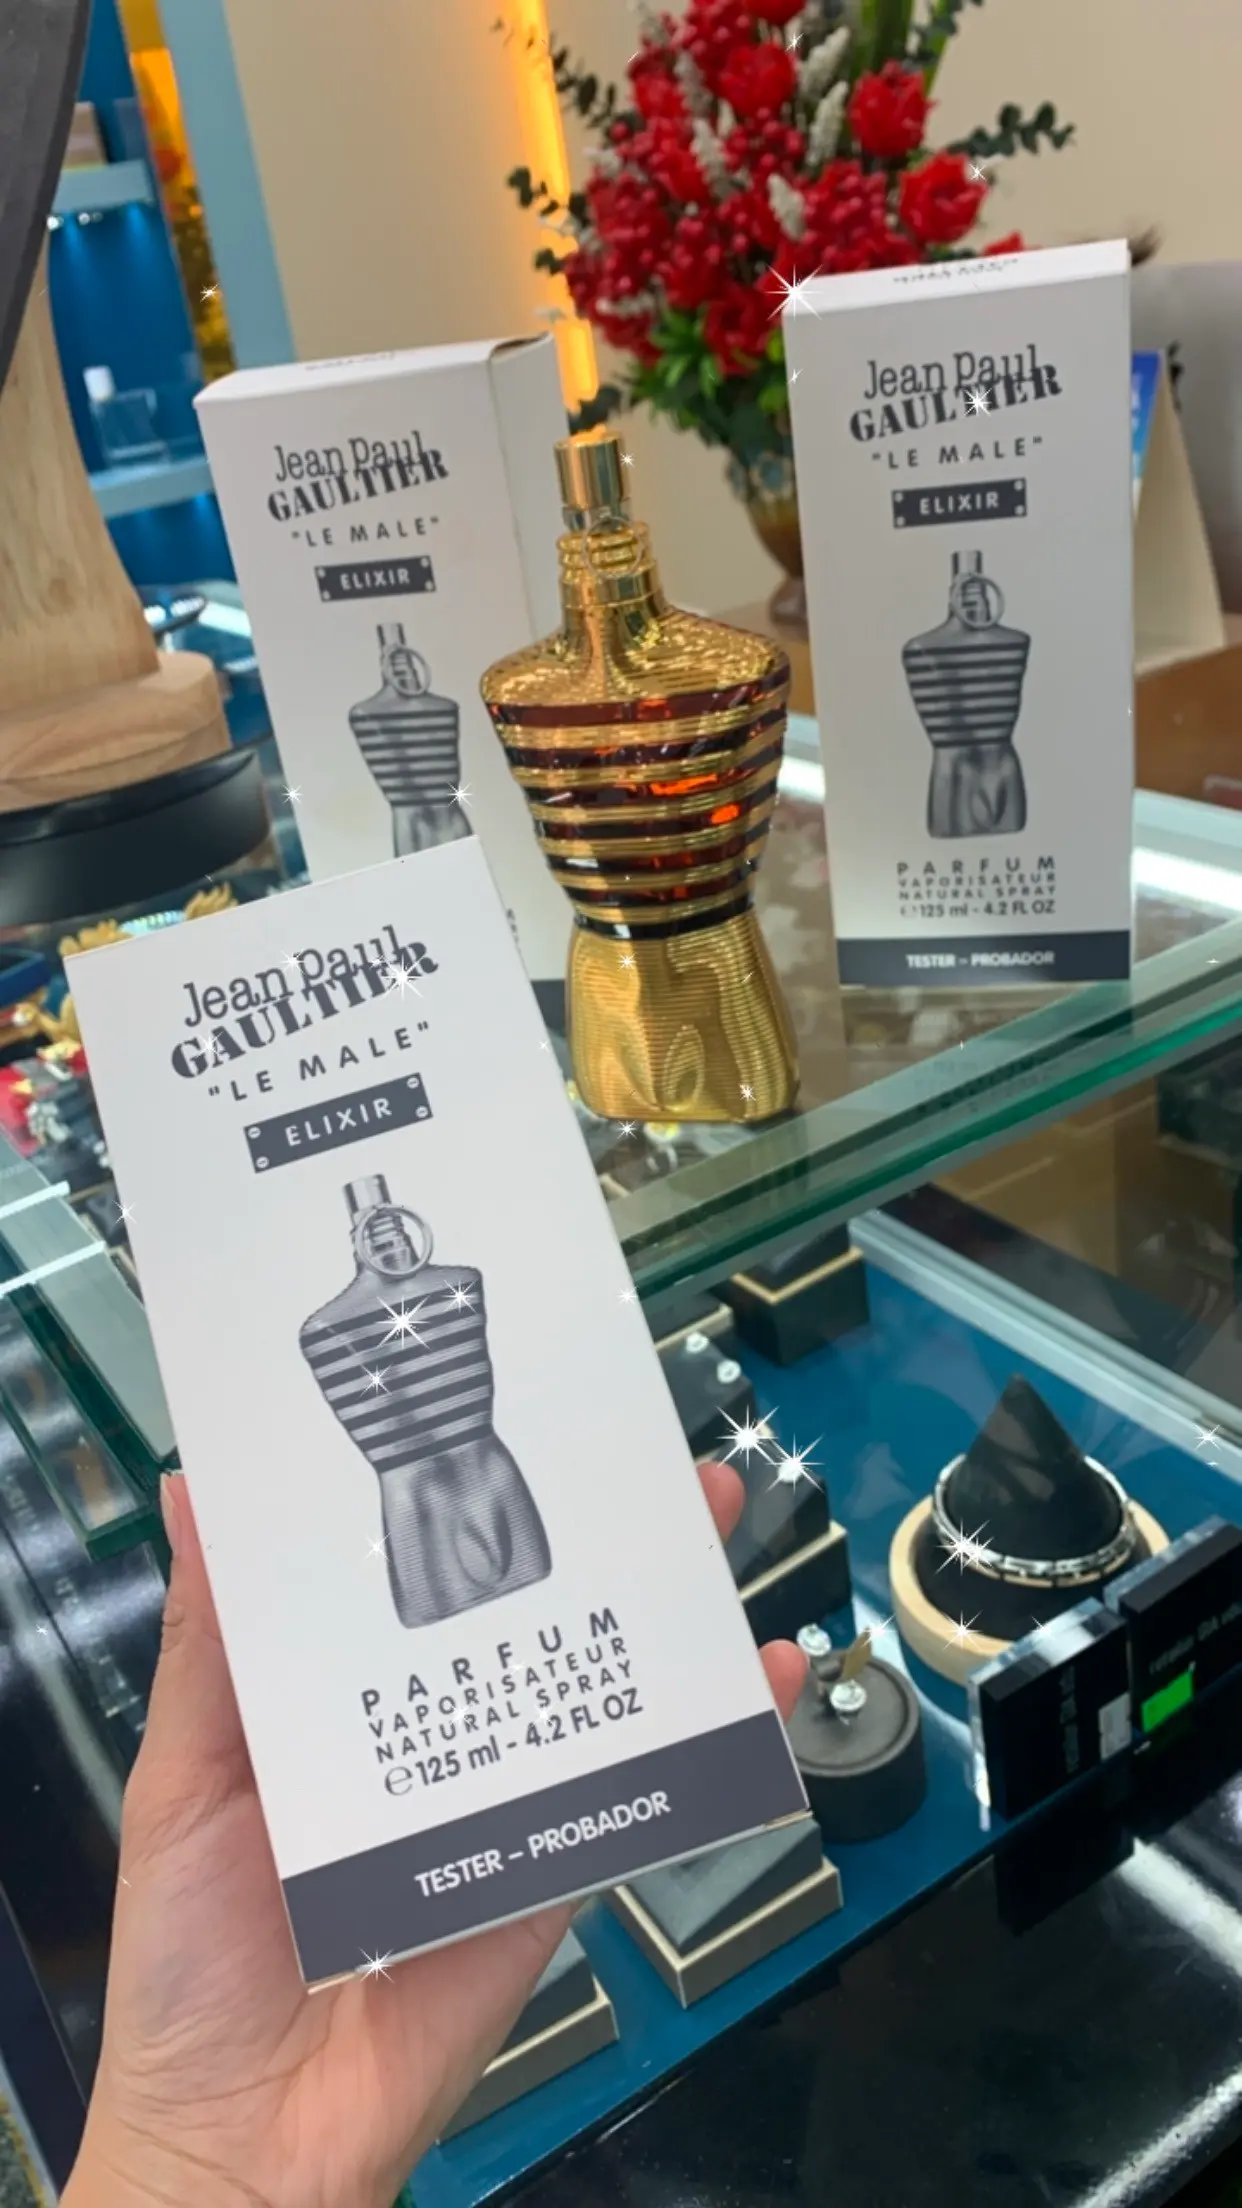 Jean Paul
GAULTIER
"LE MALE"
ELIXIR
Jean Paul
GAULTIER
"LE MALE"
ELIXIR
PARFUM
VAPORISATEUR
NATURAL SPRAY
℮ 125 ml - 4.2 FL OZ
TESTER – PROBADOR
Jean Paul
GAULTIER
"LE MALE"
ELIXIR
PARFUM
VAPORISATEUR
NATURAL SPRAY
℮ 125 ml - 4.2 FL OZ
TESTER – PROBADOR